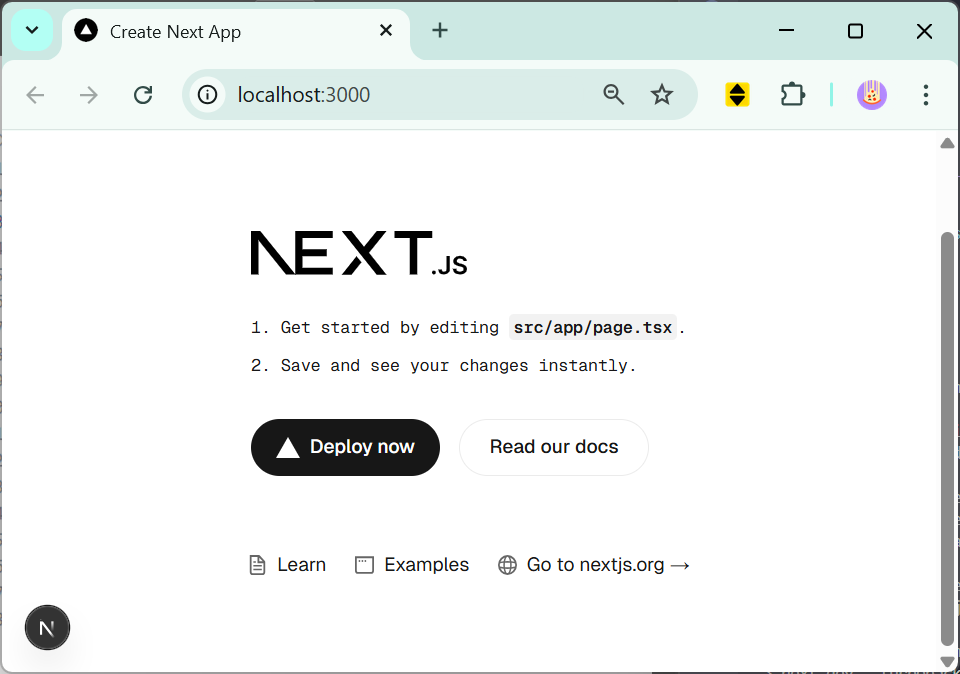 Create Next App
localhost:3000
NEXT.JS
1. Get started by editing src/app/page.tsx.
2. Save and see your changes instantly.
Deploy now
Read our docs
Learn
Examples
Go to nextjs.org →
N